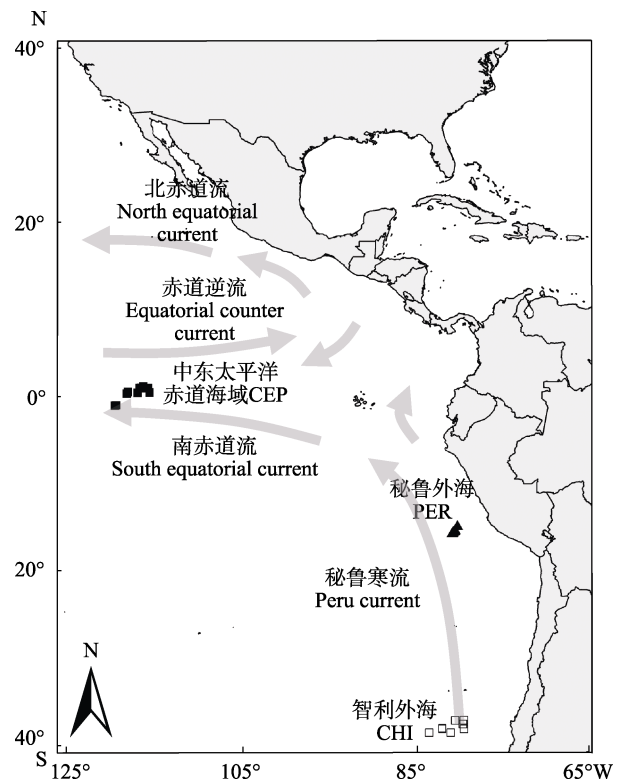 N
40°
北赤道流
North equatorial
current
20°
赤道逆流
Equatorial counter
current
中东太平洋
赤道海域CEP
0°
南赤道流
South equatorial current
秘鲁外海
PER
20°
秘鲁寒流
Peru current
N
智利外海
CHI
40°
S
125°
105°
85°
65°W